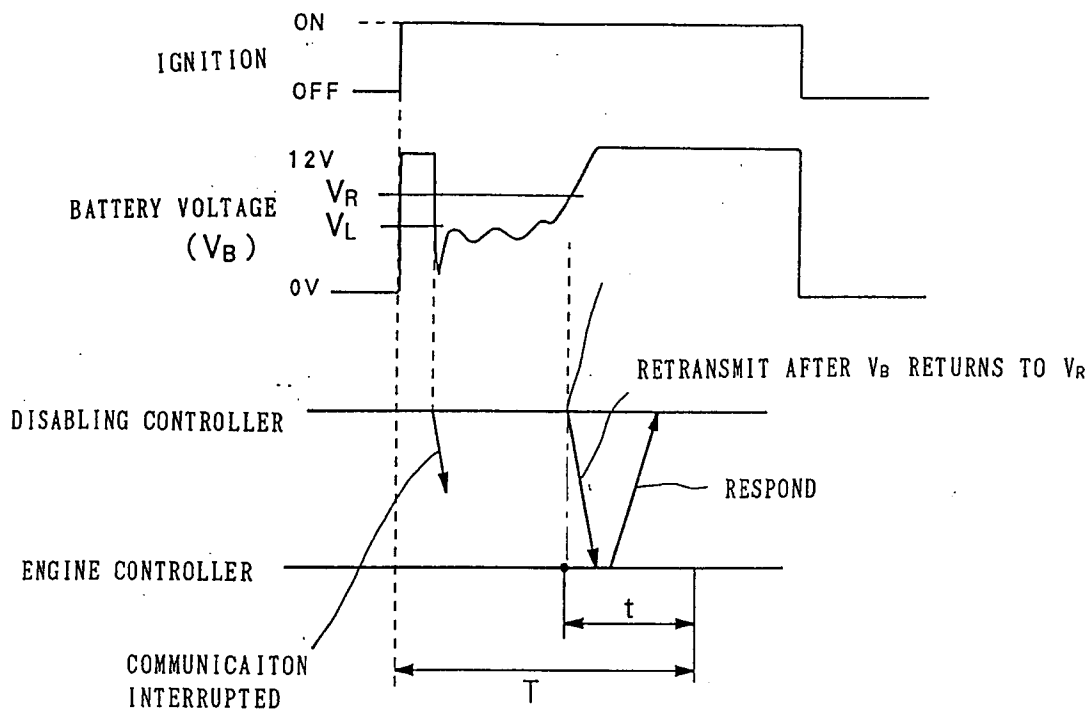 ON
IGNITION
OFF
12V
VR
BATTERY VOLTAGE
VL
(VB)
0V
RETRANSMIT AFTER VB RETURNS TO VR
DISABLING CONTROLLER
RESPOND
ENGINE CONTROLLER
t
COMMUNICAITON
INTERRUPTED
T